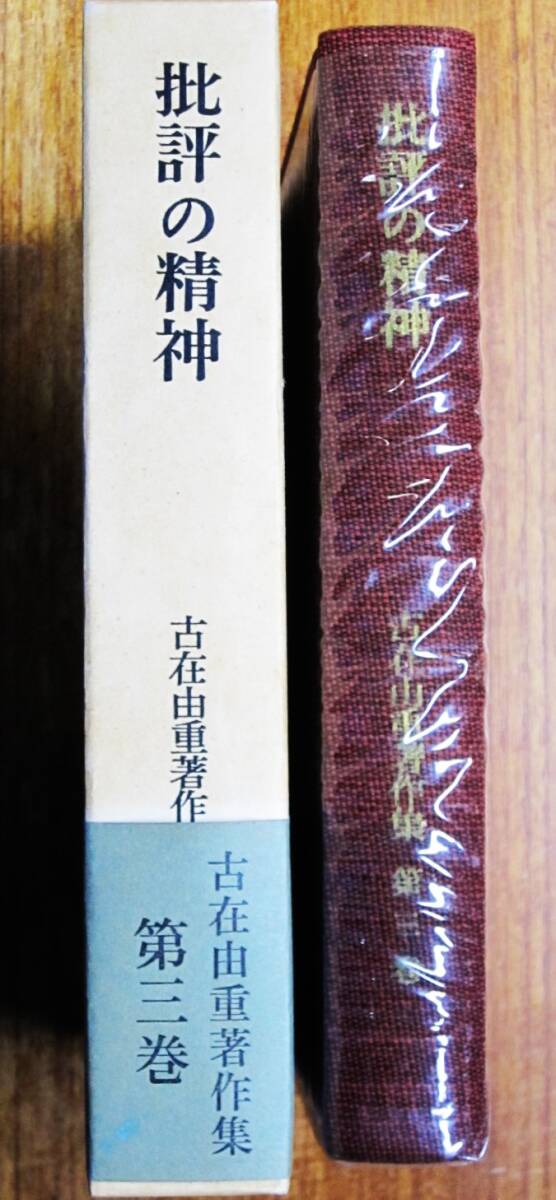 批評の精神
古在由重著作
古在由重著作集
第三巻
批評の精神
古在由重著作集 第三巻